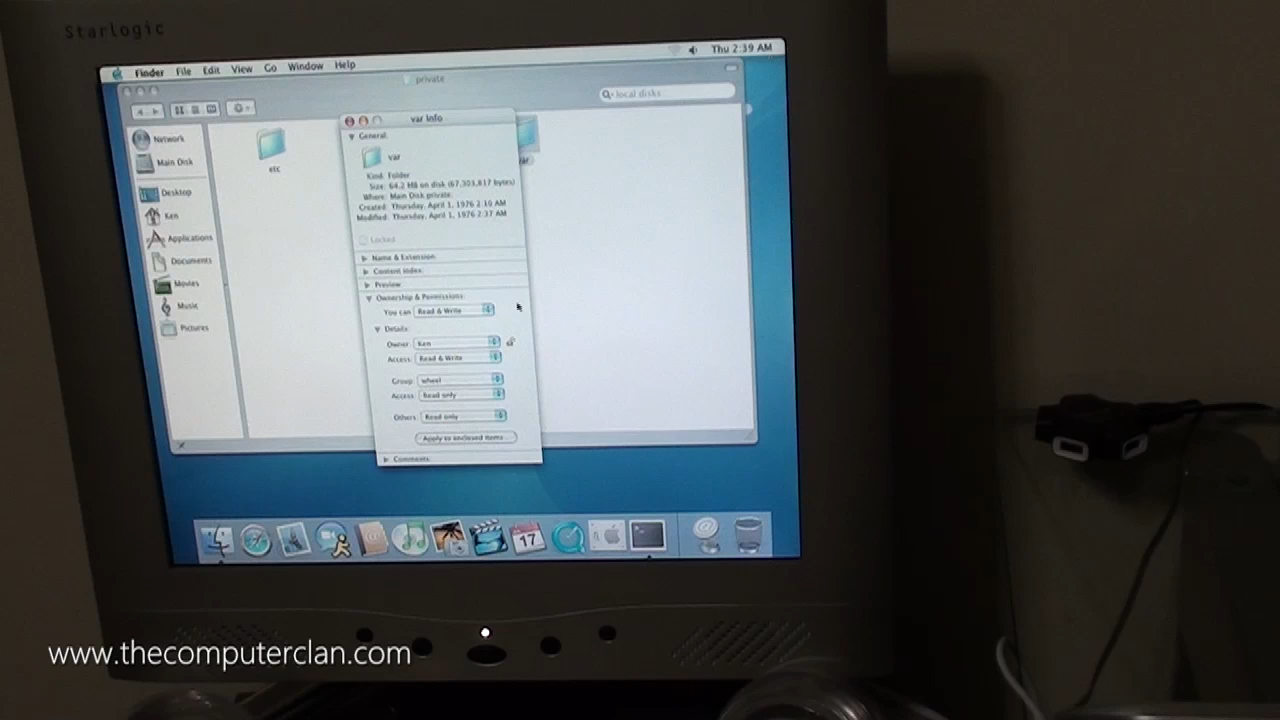 Starlogic
Finder File Edit View Go Window Help
Thu 2:39 AM
private
local disks
Network
Main Disk
Desktop
Ken
Applications
Documents
Movies
Music
Pictures
etc
var
var Info
General:
var
Kind: Folder
Size: 64.2 MB on disk (67,303,817 bytes)
Where: Main Disk:private:
Created: Thursday, April 1, 1976 2:10 AM
Modified: Thursday, April 1, 1976 2:37 AM
Locked
Name & Extension:
Content index:
Preview:
Ownership & Permissions:
You can Read & Write
Details:
Owner: Ken
Access: Read & Write
Group: wheel
Access: Read only
Others: Read only
Apply to enclosed items...
Comments:
17
www.thecomputerclan.com